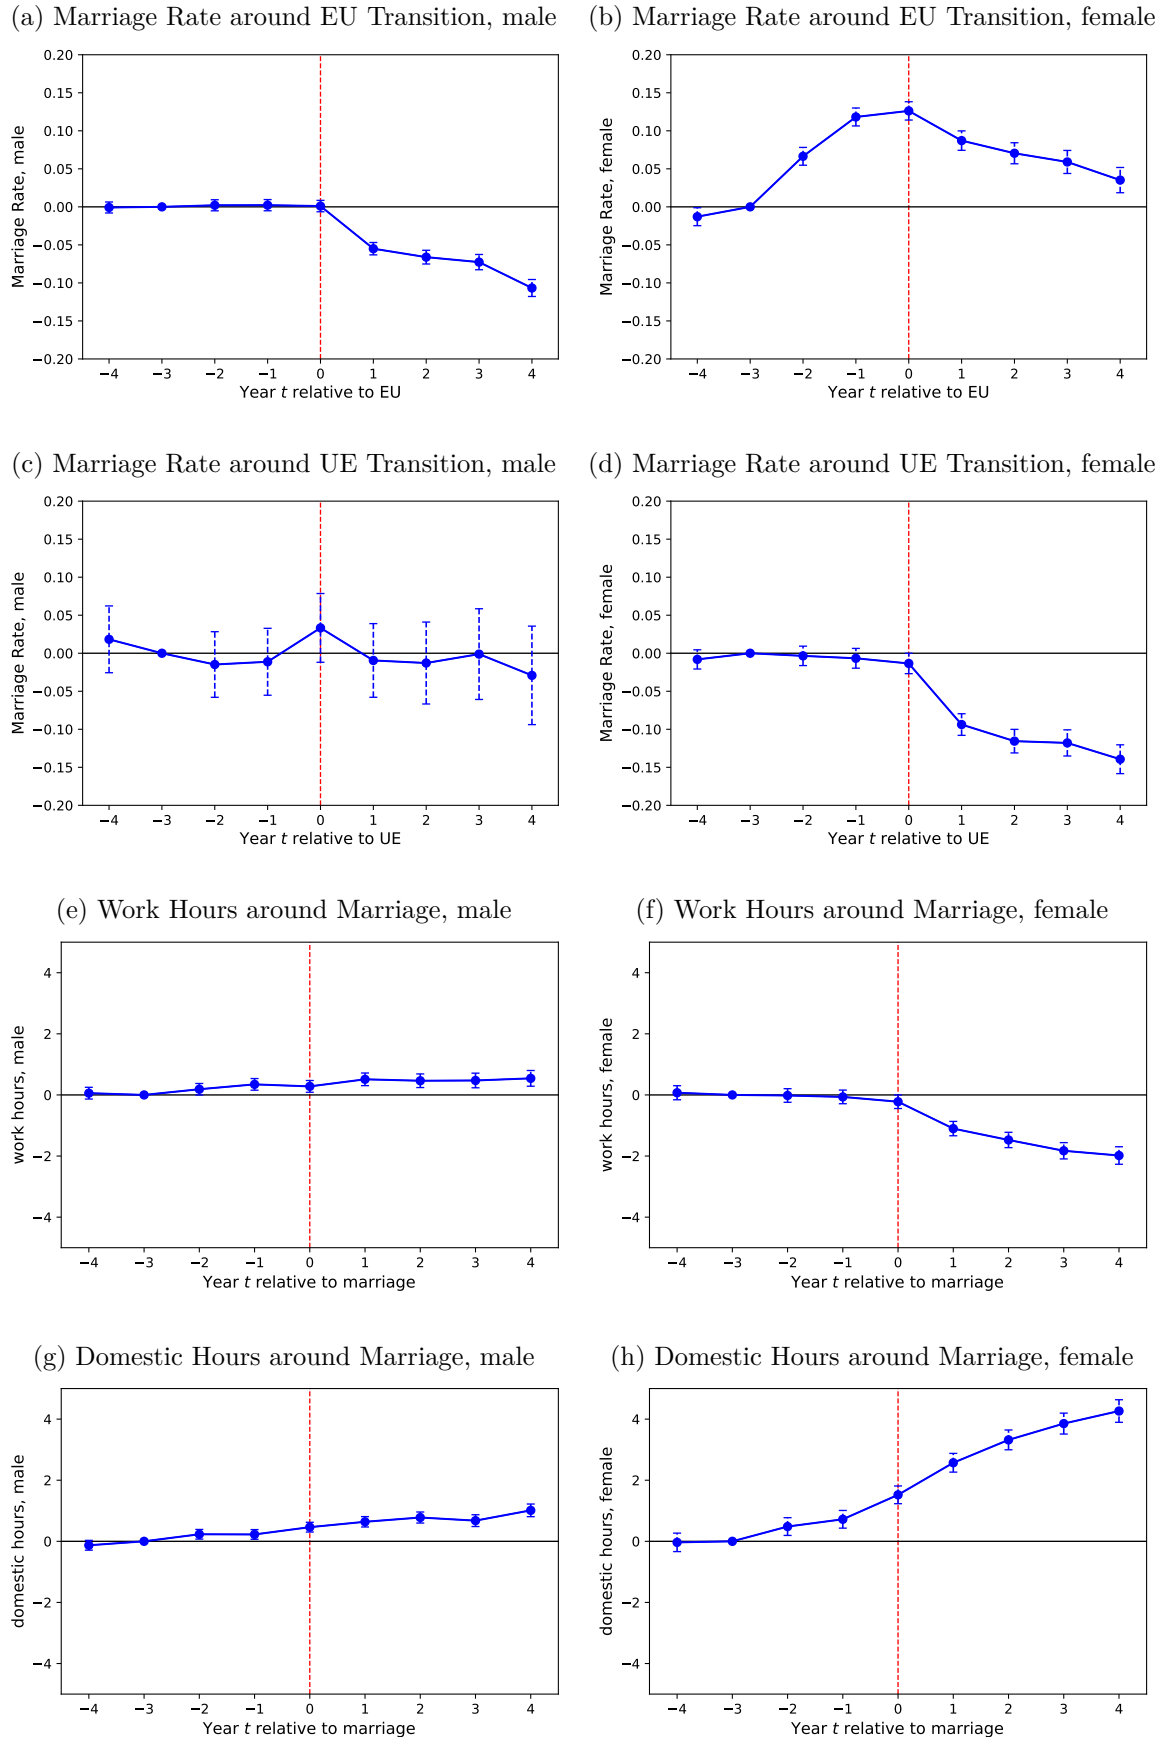 (a) Marriage Rate around EU Transition, male
Marriage Rate, male
0.20
0.15
0.10
0.05
0.00
−0.05
−0.10
−0.15
−0.20
−4 −3 −2 −1 0 1 2 3 4
Year t relative to EU
(b) Marriage Rate around EU Transition, female
Marriage Rate, female
0.20
0.15
0.10
0.05
0.00
−0.05
−0.10
−0.15
−0.20
−4 −3 −2 −1 0 1 2 3 4
Year t relative to EU
(c) Marriage Rate around UE Transition, male
Marriage Rate, male
0.20
0.15
0.10
0.05
0.00
−0.05
−0.10
−0.15
−0.20
−4 −3 −2 −1 0 1 2 3 4
Year t relative to UE
(d) Marriage Rate around UE Transition, female
Marriage Rate, female
0.20
0.15
0.10
0.05
0.00
−0.05
−0.10
−0.15
−0.20
−4 −3 −2 −1 0 1 2 3 4
Year t relative to UE
(e) Work Hours around Marriage, male
work hours, male
4
2
0
−2
−4
−4 −3 −2 −1 0 1 2 3 4
Year t relative to marriage
(f) Work Hours around Marriage, female
work hours, female
4
2
0
−2
−4
−4 −3 −2 −1 0 1 2 3 4
Year t relative to marriage
(g) Domestic Hours around Marriage, male
domestic hours, male
4
2
0
−2
−4
−4 −3 −2 −1 0 1 2 3 4
Year t relative to marriage
(h) Domestic Hours around Marriage, female
domestic hours, female
4
2
0
−2
−4
−4 −3 −2 −1 0 1 2 3 4
Year t relative to marriage